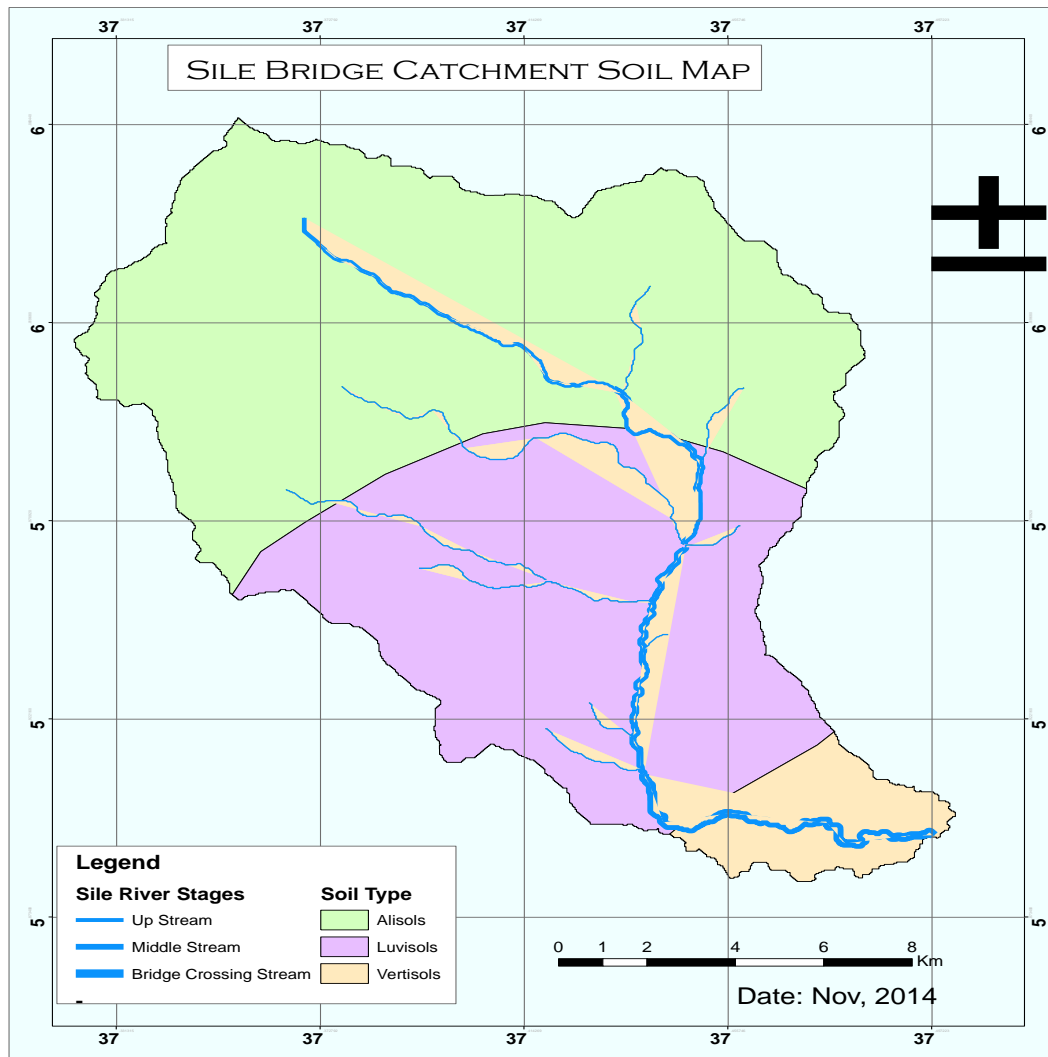 37 37 37 37 37
SILE BRIDGE CATCHMENT SOIL MAP
6 6
6 6
5 5
5 5
5 5
Legend
Sile River Stages
Up Stream
Middle Stream
Bridge Crossing Stream
Soil Type
Alisols
Luvisols
Vertisols
0 1 2 4 6 8
Km
Date: Nov, 2014
37 37 37 37 37